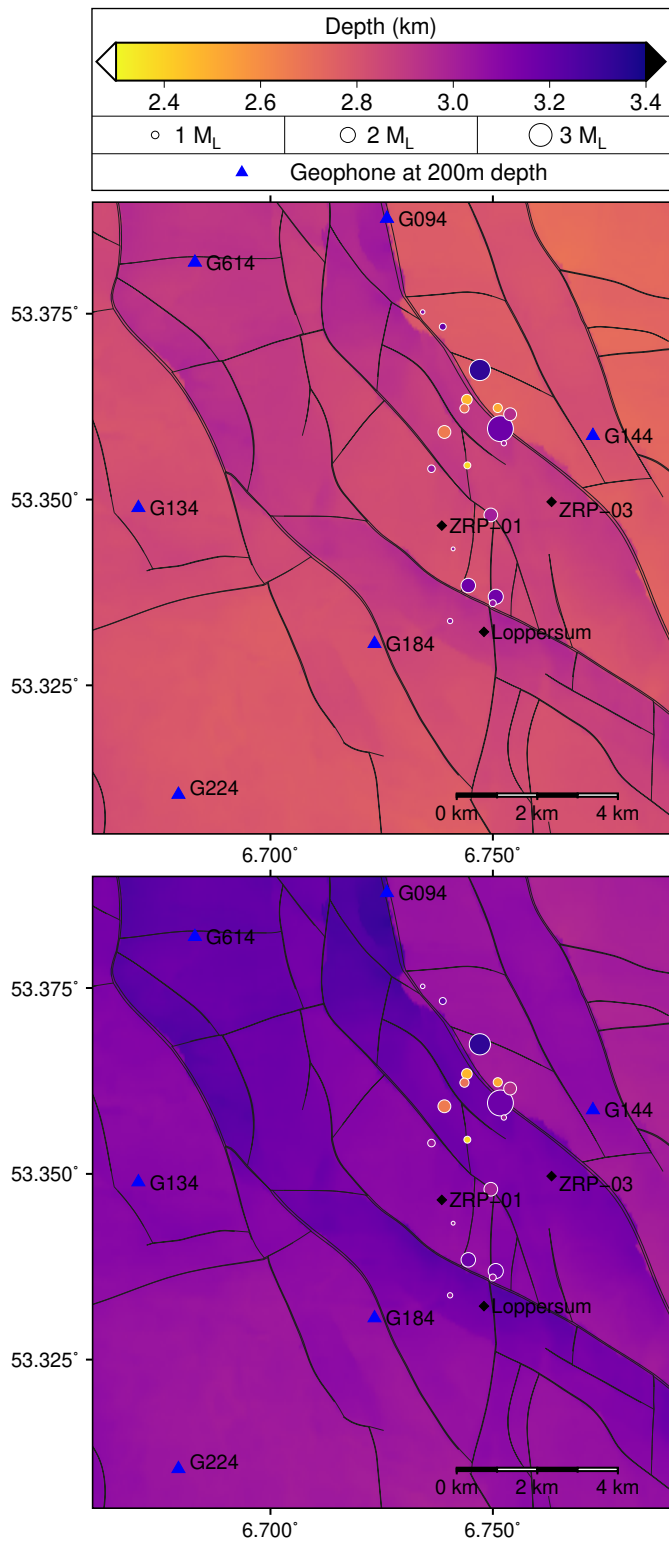 Depth (km)
2.4 2.6 2.8 3.0 3.2 3.4
1 M_L 2 M_L 3 M_L
Geophone at 200m depth
G094
G614
53.375°
G144
53.350°
G134
ZRP−01
ZRP−03
Loppersum
G184
53.325°
G224
0 km 2 km 4 km
6.700° 6.750°
G094
G614
53.375°
G144
53.350°
G134
ZRP−01
ZRP−03
Loppersum
G184
53.325°
G224
0 km 2 km 4 km
6.700° 6.750°